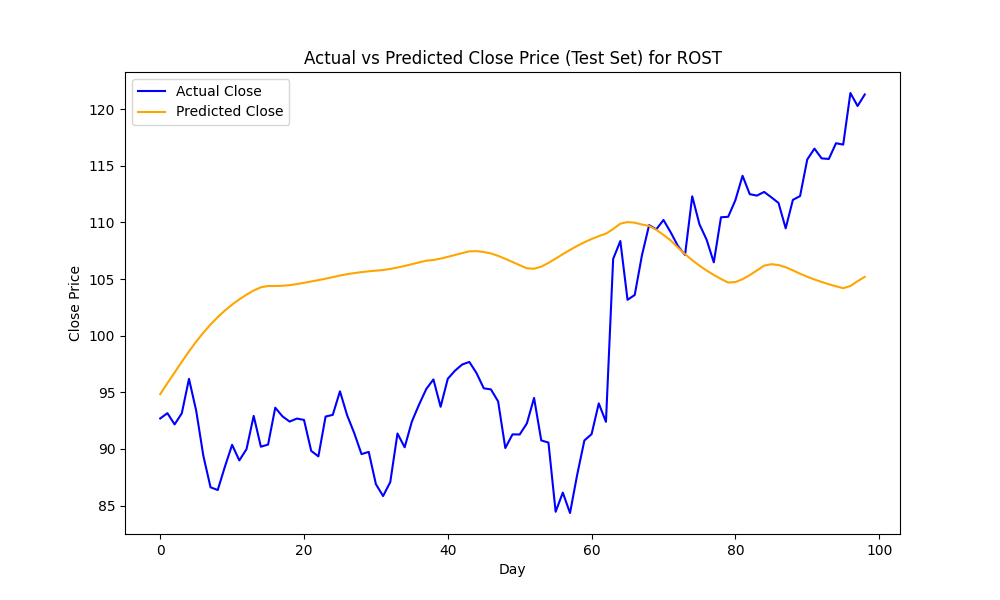 Actual vs Predicted Close Price (Test Set) for ROST
Actual Close
Predicted Close
120
115
110
105
100
95
90
85
Close Price
0 20 40 60 80 100
Day